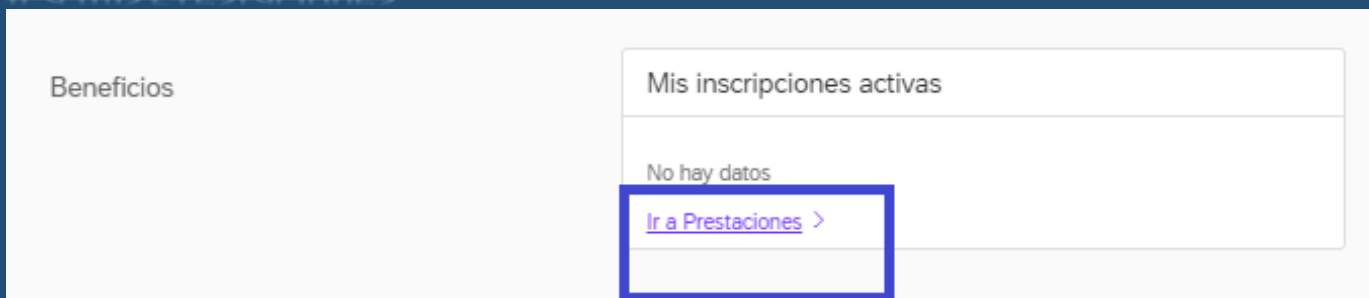 Beneficios
Mis inscripciones activas
No hay datos
Ir a Prestaciones >